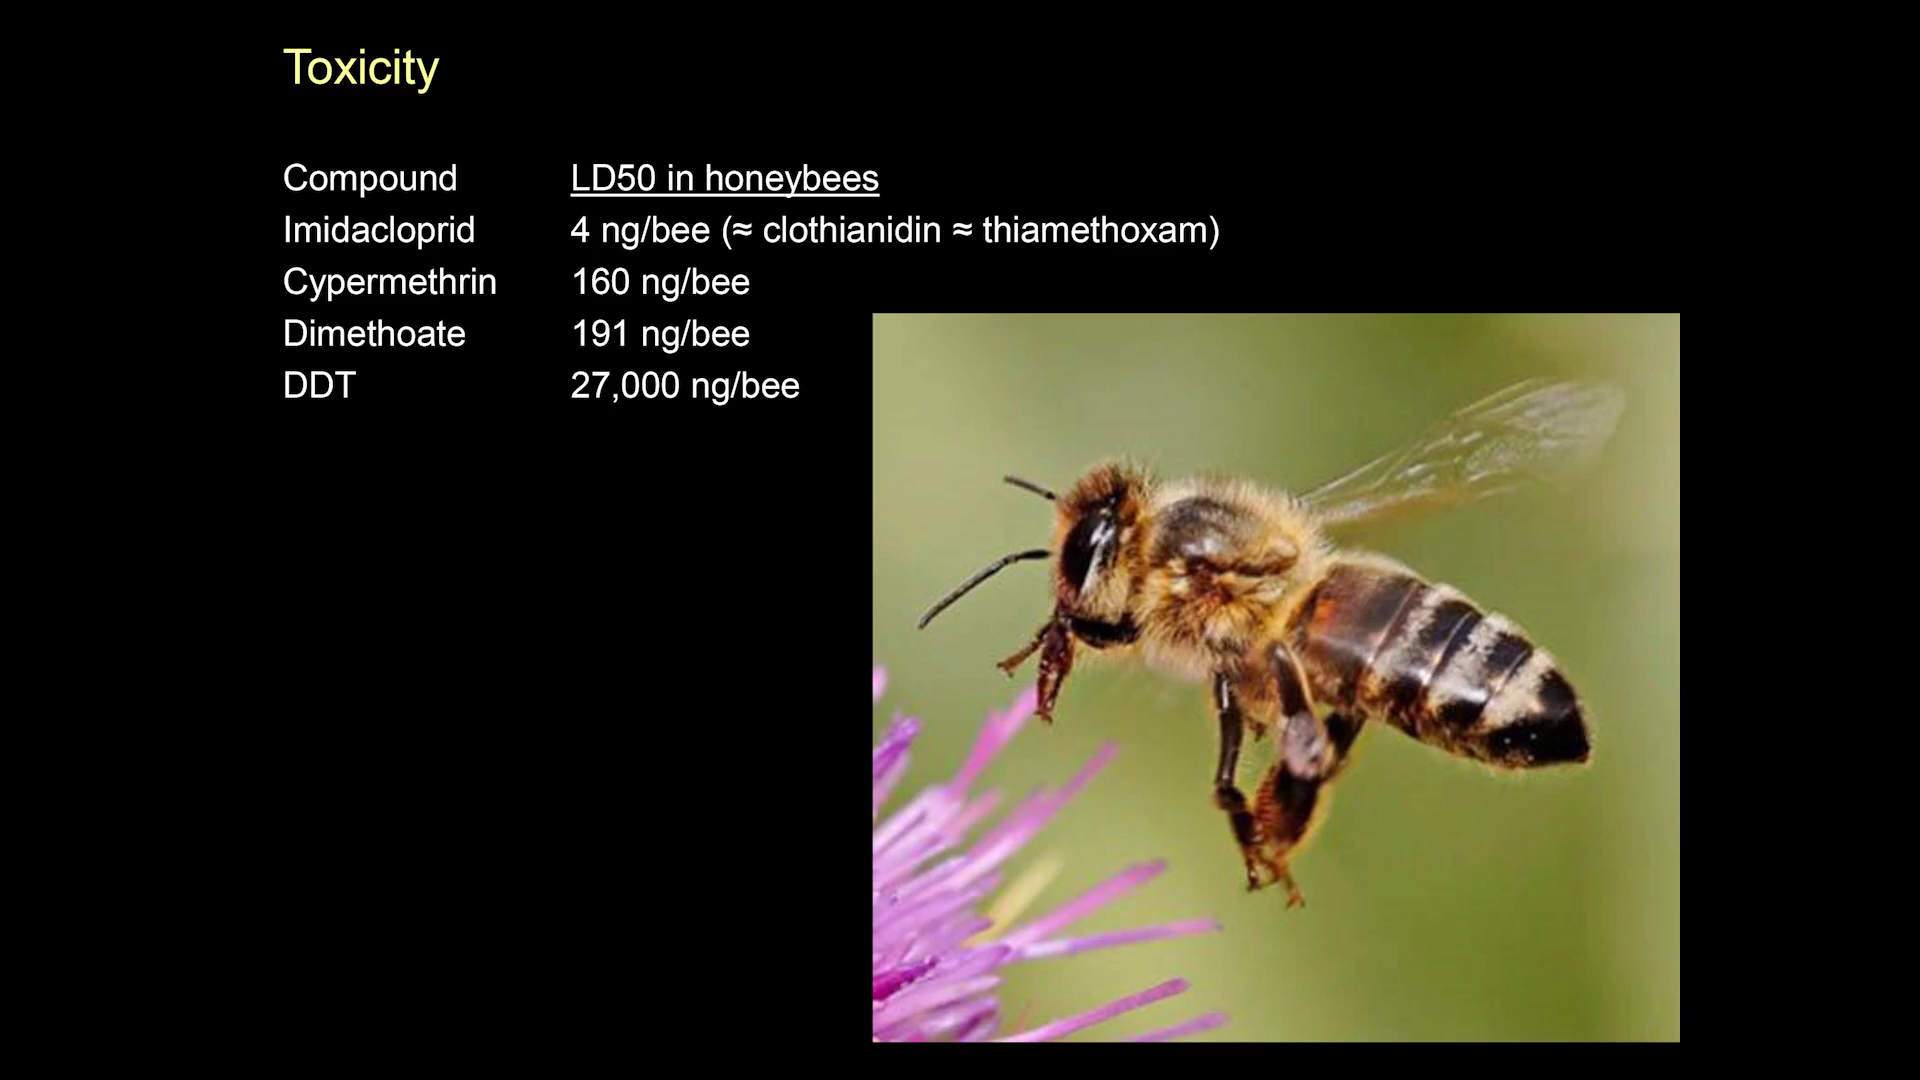 Toxicity
Compound LD50 in honeybees
Imidacloprid 4 ng/bee (≈ clothianidin ≈ thiamethoxam)
Cypermethrin 160 ng/bee
Dimethoate 191 ng/bee
DDT 27,000 ng/bee